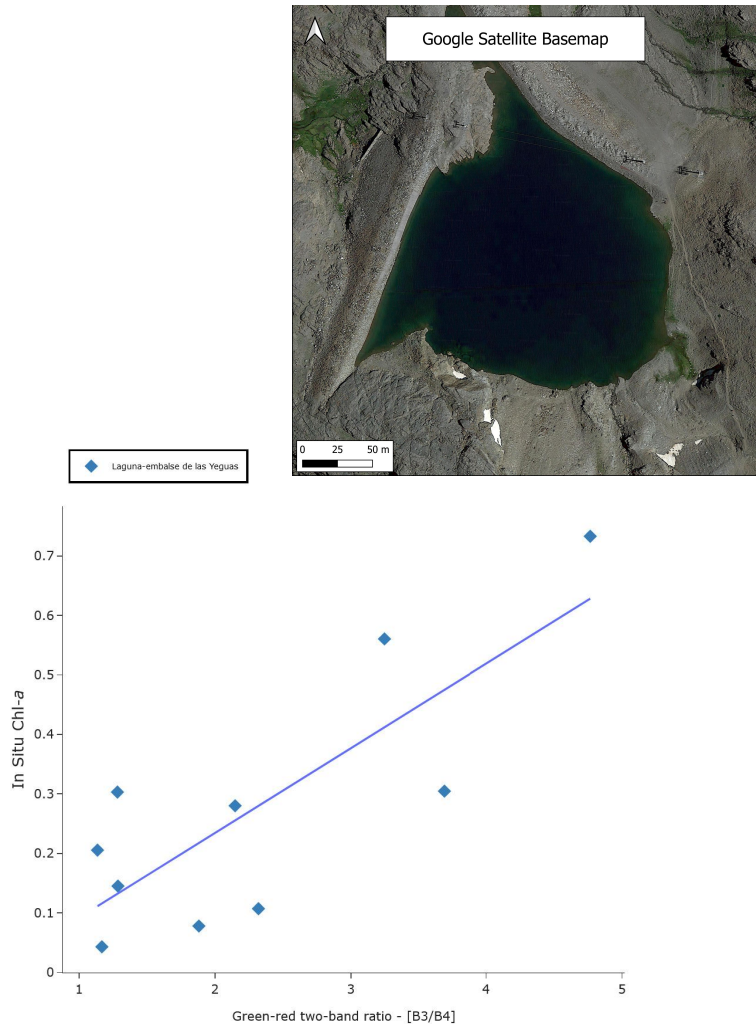 Google Satellite Basemap
0 25 50 m
Laguna-embalse de las Yeguas
0.7
0.6
0.5
0.4
0.3
0.2
0.1
0
In Situ Chl-a
1 2 3 4 5
Green-red two-band ratio - [B3/B4]